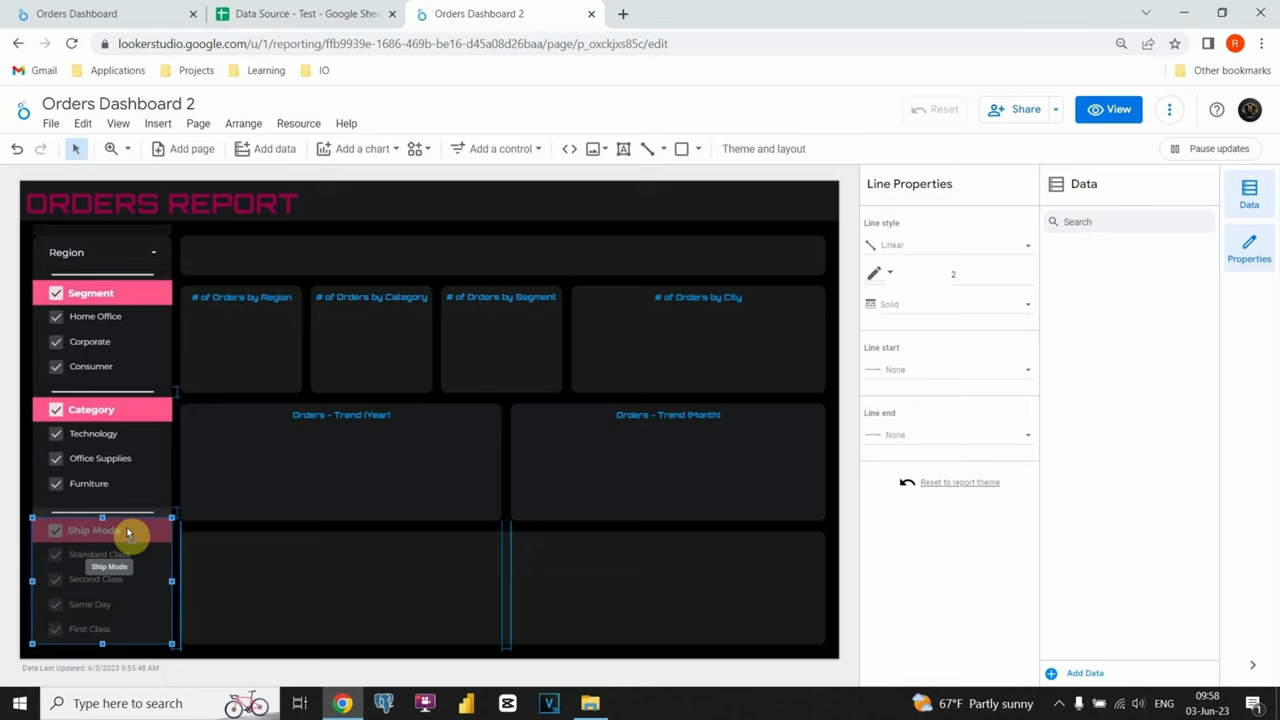 Orders Dashboard
Data Source - Test - Google Shee
Orders Dashboard 2
lookerstudio.google.com/u/1/reporting/ffb9939e-1686-469b-be16-d45a08d26baa/page/p_oxckjxs85c/edit
R
Gmail
Applications
Projects
Learning
IO
Other bookmarks
Orders Dashboard 2
File
Edit
View
Insert
Page
Arrange
Resource
Help
Reset
Share
View
Add page
Add data
Add a chart
Add a control
Theme and layout
Pause updates
ORDERS REPORT
Region
Segment
Home Office
Corporate
Consumer
Category
Technology
Office Supplies
Furniture
Ship Mode
Standard Class
Ship Mode
Second Class
Same Day
First Class
# of Orders by Region
# of Orders by Category
# of Orders by Segment
# of Orders by City
Orders - Trend (Year)
Orders - Trend (Month)
Data Last Updated: 6/3/2023 9:55:46 AM
Line Properties
Line style
Linear
2
Solid
Line start
None
Line end
None
Reset to report theme
Data
Search
Add Data
Data
Properties
Type here to search
67°F Partly sunny
ENG
09:58
03-Jun-23
1